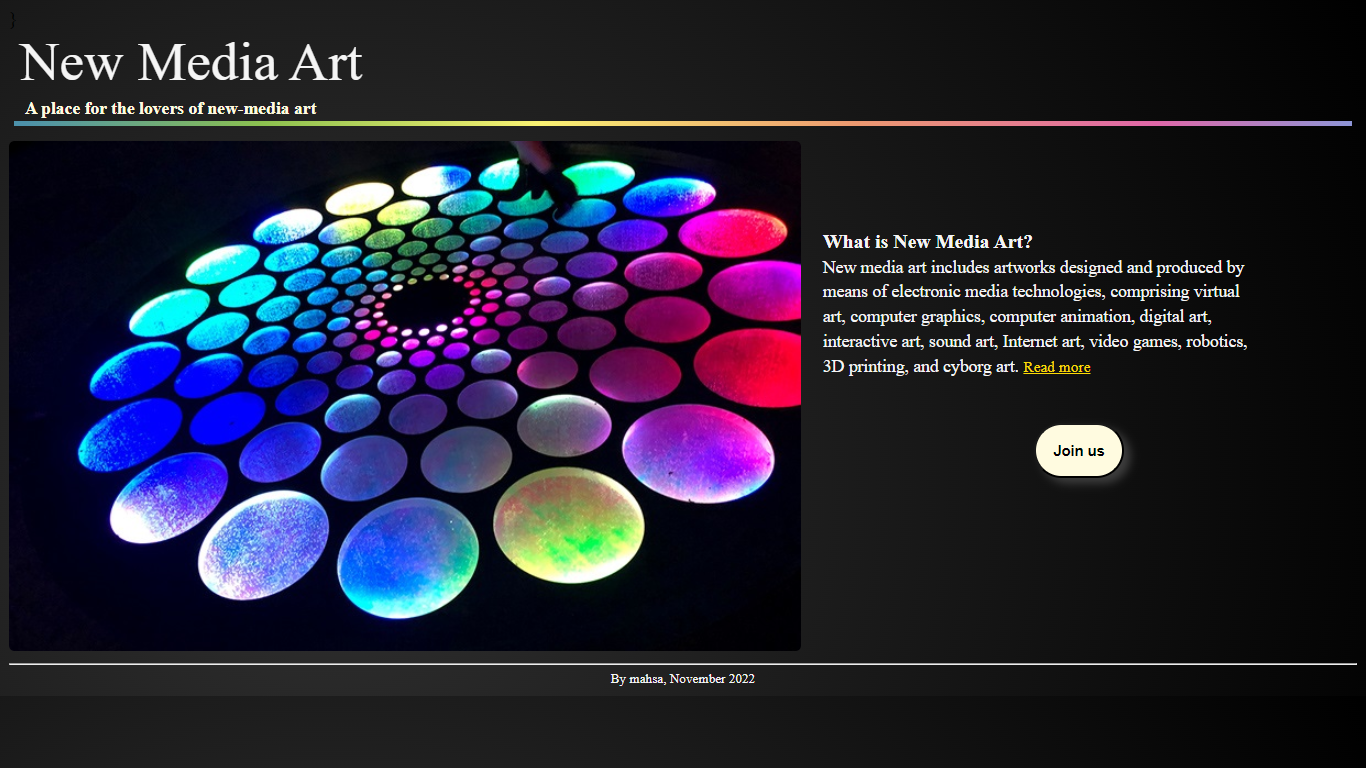 }
New Media Art
A place for the lovers of new-media art
What is New Media Art?
New media art includes artworks designed and produced by
means of electronic media technologies, comprising virtual
art, computer graphics, computer animation, digital art,
interactive art, sound art, Internet art, video games, robotics,
3D printing, and cyborg art. Read more
Join us
By mahsa, November 2022